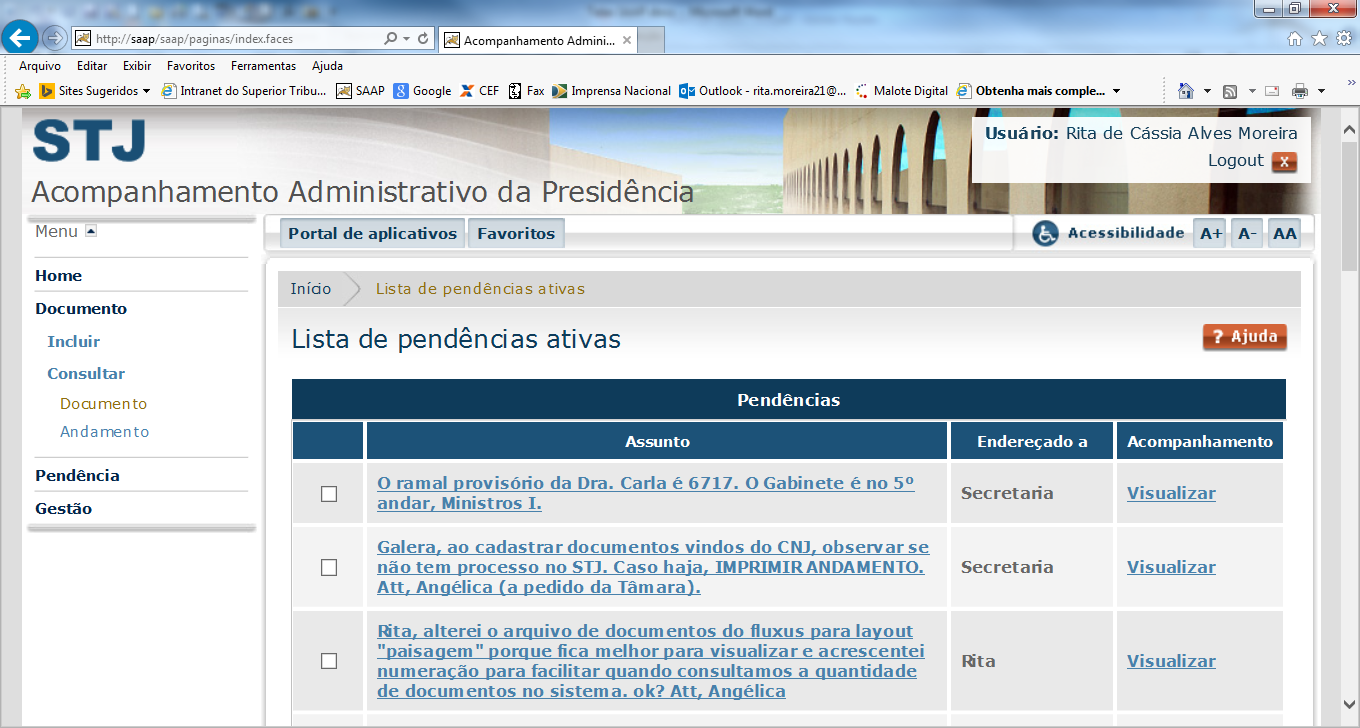 http://saap/saap/paginas/index.faces
Acompanhamento Admini...
Arquivo Editar Exibir Favoritos Ferramentas Ajuda
Sites Sugeridos Intranet do Superior Tribu... SAAP Google CEF Fax Imprensa Nacional Outlook - rita.moreira21@... Malote Digital Obtenha mais comple...
STJ
Acompanhamento Administrativo da Presidência
Usuário: Rita de Cássia Alves Moreira
Logout X
Menu
Portal de aplicativos Favoritos Acessibilidade A+ A- AA
Home
Documento
Incluir
Consultar
Documento
Andamento
Pendência
Gestão
Início Lista de pendências ativas
Lista de pendências ativas
? Ajuda
Pendências
Assunto Endereçado a Acompanhamento
O ramal provisório da Dra. Carla é 6717. O Gabinete é no 5º
andar, Ministros I.
Secretaria Visualizar
Galera, ao cadastrar documentos vindos do CNJ, observar se
não tem processo no STJ. Caso haja, IMPRIMIR ANDAMENTO.
Att, Angélica (a pedido da Tâmara).
Secretaria Visualizar
Rita, alterei o arquivo de documentos do fluxus para layout
"paisagem" porque fica melhor para visualizar e acrescentei
numeração para facilitar quando consultamos a quantidade
de documentos no sistema. ok? Att, Angélica
Rita Visualizar